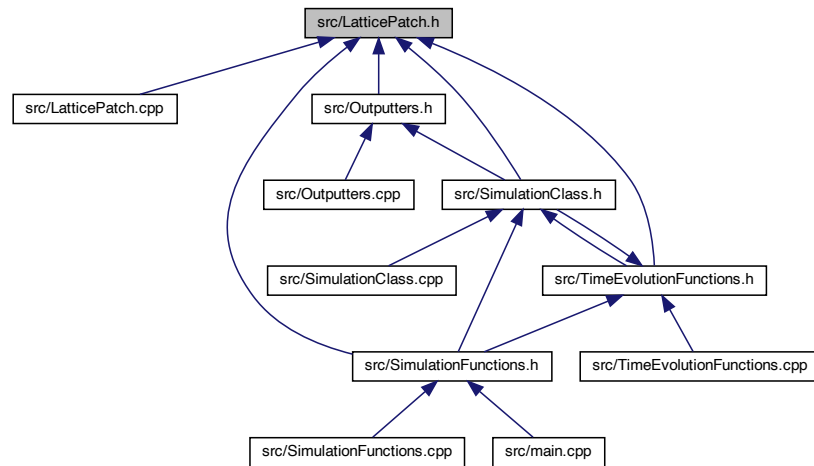 src/LatticePatch.h
src/LatticePatch.cpp
src/Outputters.h
src/Outputters.cpp
src/SimulationClass.h
src/SimulationClass.cpp
src/TimeEvolutionFunctions.h
src/SimulationFunctions.h
src/TimeEvolutionFunctions.cpp
src/SimulationFunctions.cpp
src/main.cpp